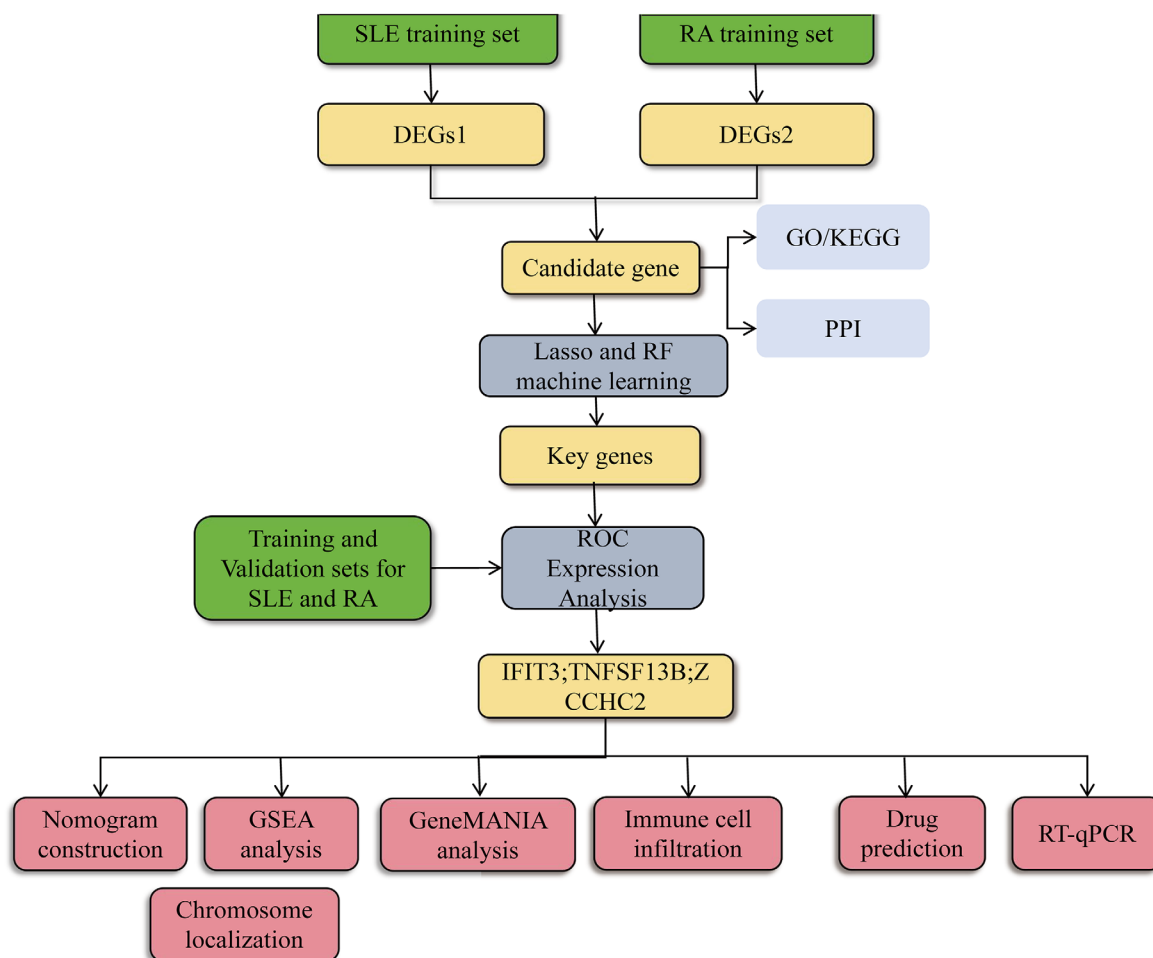 SLE training set
RA training set
DEGs1
DEGs2
Candidate gene
GO/KEGG
PPI
Lasso and RF
machine learning
Key genes
Training and
Validation sets for
SLE and RA
ROC
Expression
Analysis
IFIT3;TNFSF13B;Z
CCHC2
Nomogram
construction
GSEA
analysis
GeneMANIA
analysis
Immune cell
infiltration
Drug
prediction
RT-qPCR
Chromosome
localization